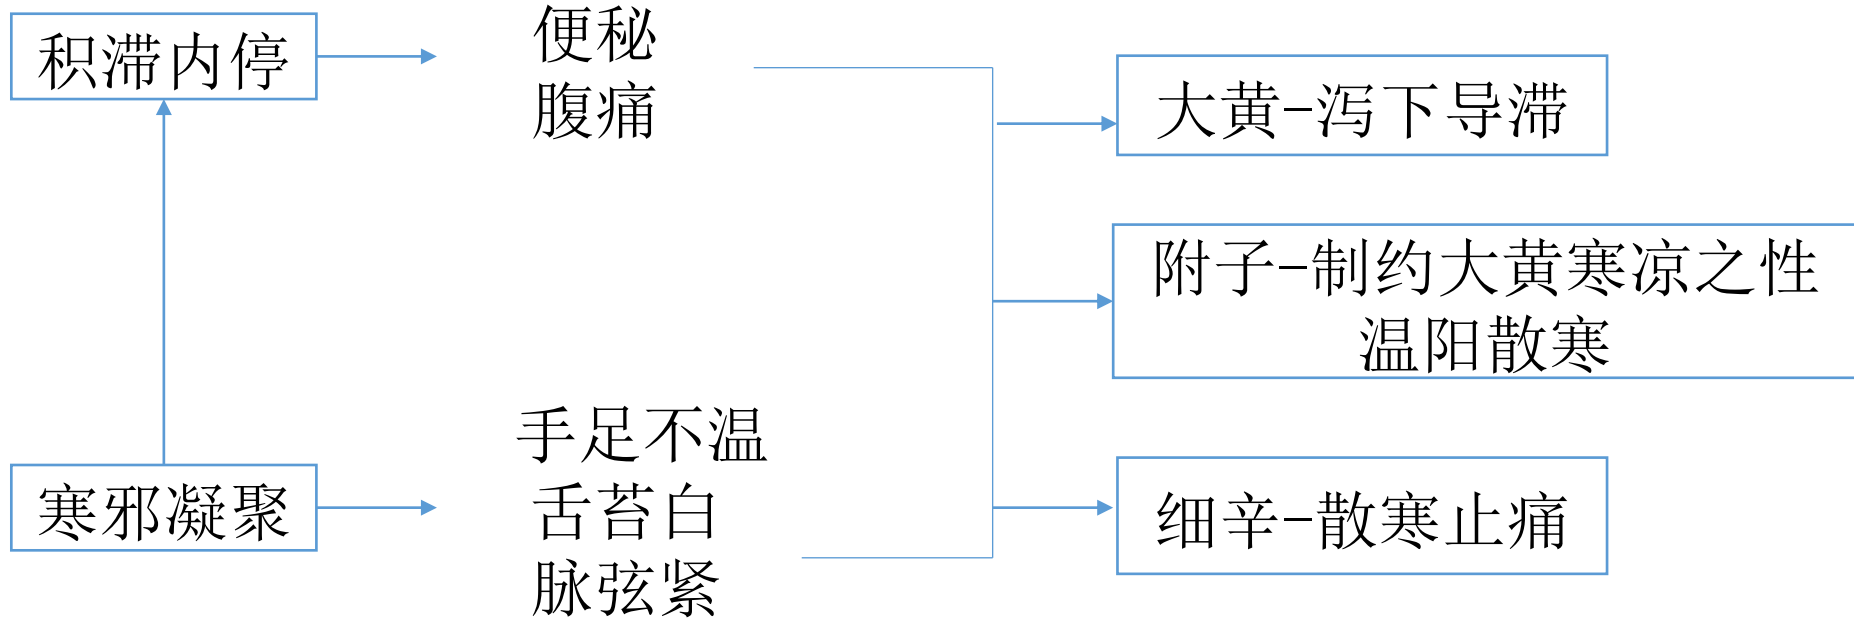 积滞内停
便秘
腹痛
大黄-泻下导滞
附子-制约大黄寒凉之性
温阳散寒
寒邪凝聚
手足不温
舌苔白
脉弦紧
细辛-散寒止痛